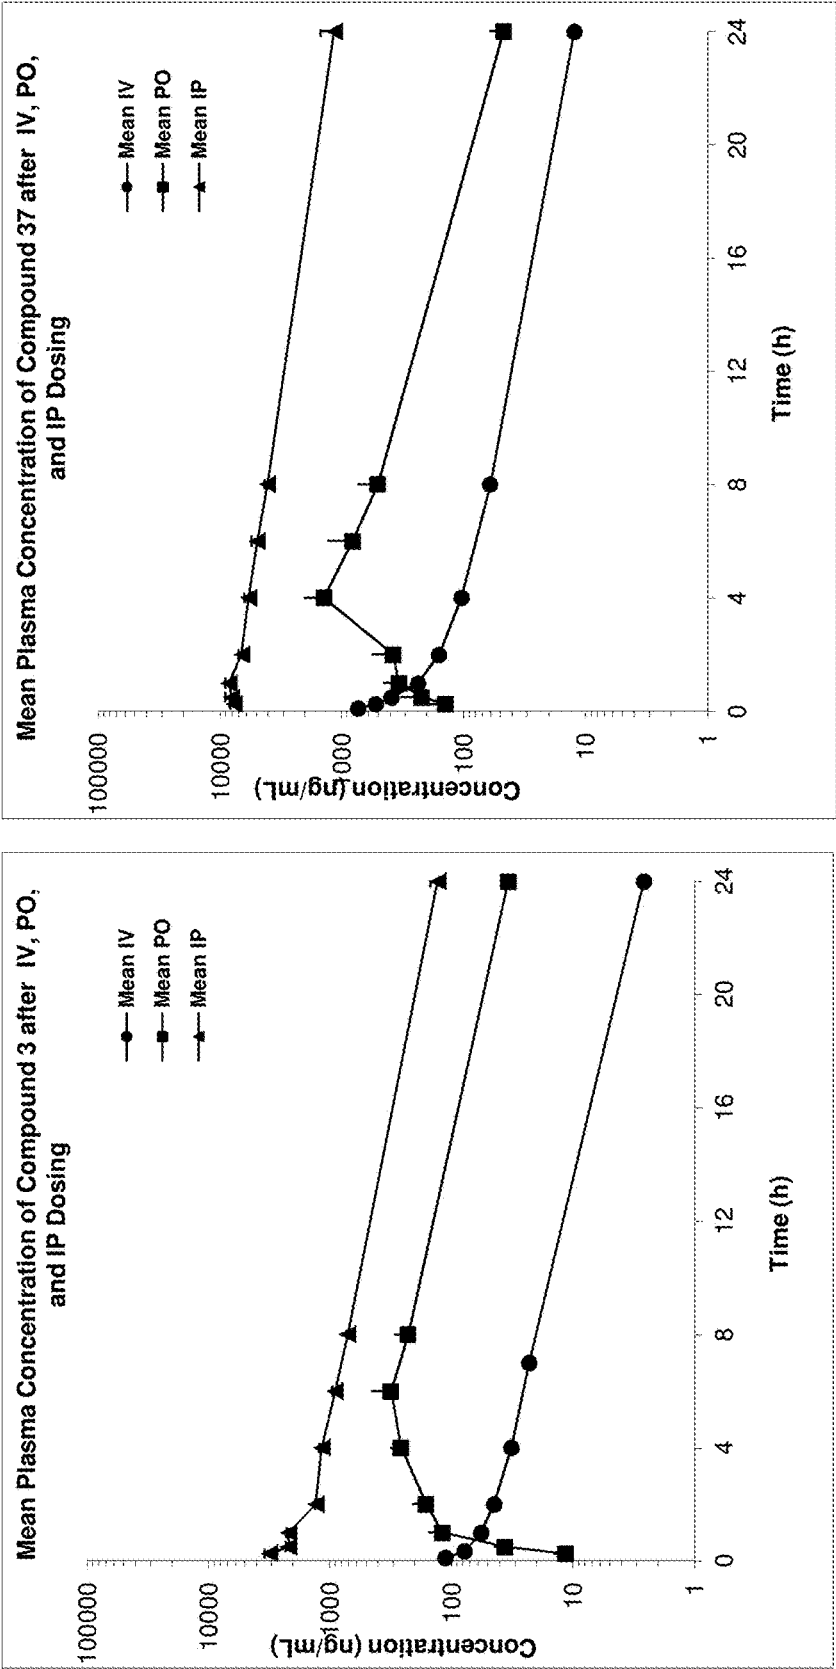 Mean Plasma Concentration of Compound 3 after IV, PO,
and IP Dosing
Mean IV
Mean PO
Mean IP
100000
10000
1000
100
10
1
Concentration (ng/mL)
0
4
8
12
16
20
24
Time (h)
Mean Plasma Concentration of Compound 37 after IV, PO,
and IP Dosing
Mean IV
Mean PO
Mean IP
100000
10000
1000
100
10
1
Concentration (ng/mL)
0
4
8
12
16
20
24
Time (h)